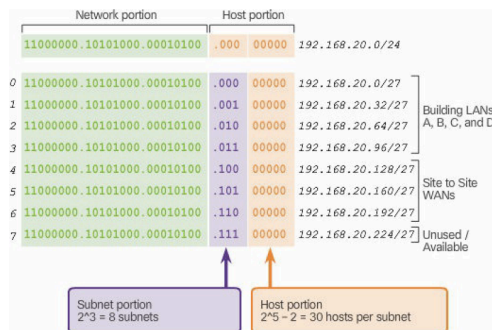 Network portion Host portion
11000000.10101000.00010100 .000 00000 192.168.20.0/24
0 11000000.10101000.00010100 .000 00000 192.168.20.0/27
1 11000000.10101000.00010100 .001 00000 192.168.20.32/27
2 11000000.10101000.00010100 .010 00000 192.168.20.64/27
3 11000000.10101000.00010100 .011 00000 192.168.20.96/27
Building LANs
A, B, C, and D
4 11000000.10101000.00010100 .100 00000 192.168.20.128/27
5 11000000.10101000.00010100 .101 00000 192.168.20.160/27
6 11000000.10101000.00010100 .110 00000 192.168.20.192/27
Site to Site
WANs
7 11000000.10101000.00010100 .111 00000 192.168.20.224/27
Unused /
Available
Subnet portion
2^3 = 8 subnets
Host portion
2^5 – 2 = 30 hosts per subnet